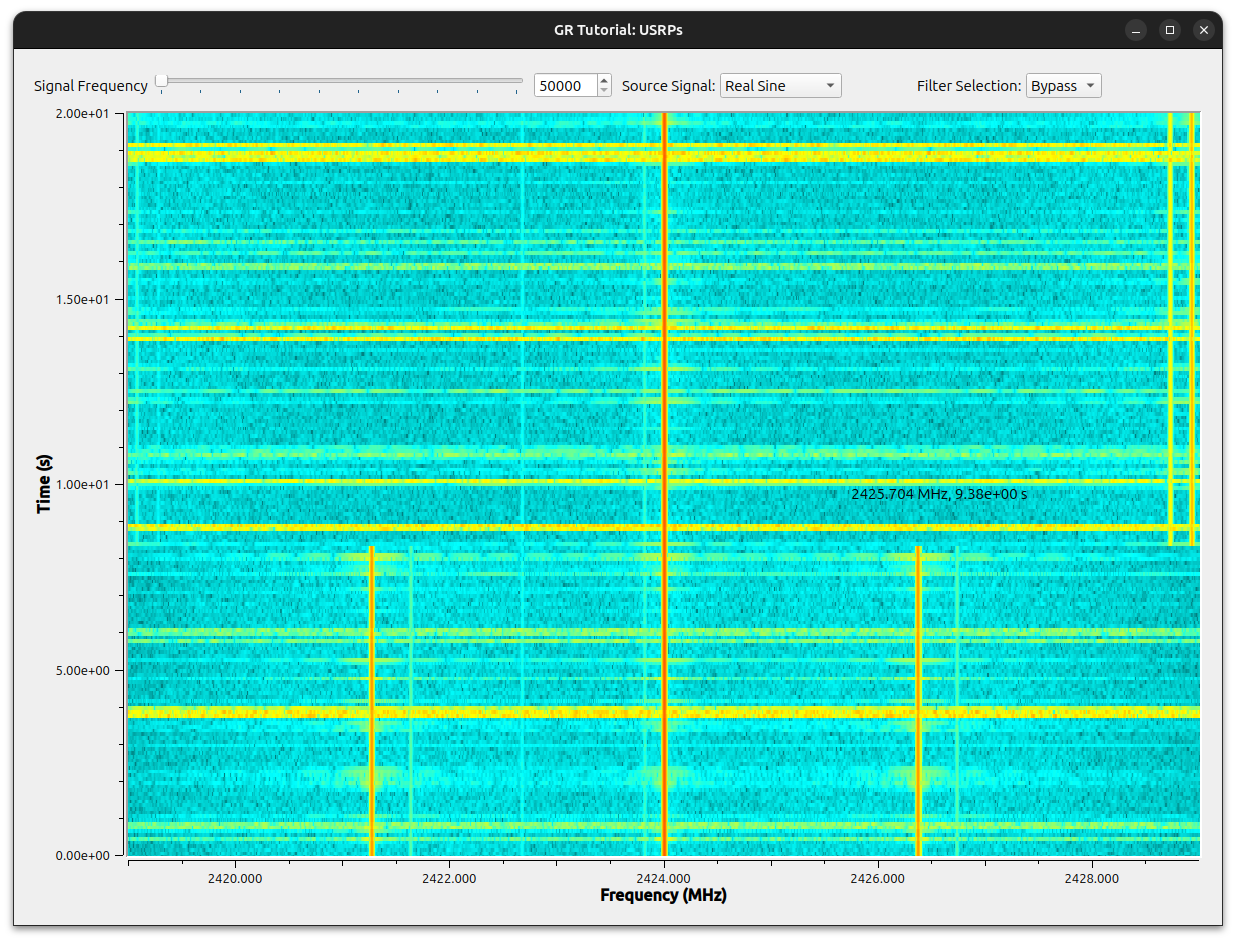 GR Tutorial: USRPs
Signal Frequency 50000 Source Signal: Real Sine Filter Selection: Bypass
2.00e+01
1.50e+01
1.00e+01
5.00e+00
0.00e+00
Time (s)
2425.704 MHz, 9.38e+00 s
2420.000 2422.000 2424.000 2426.000 2428.000
Frequency (MHz)